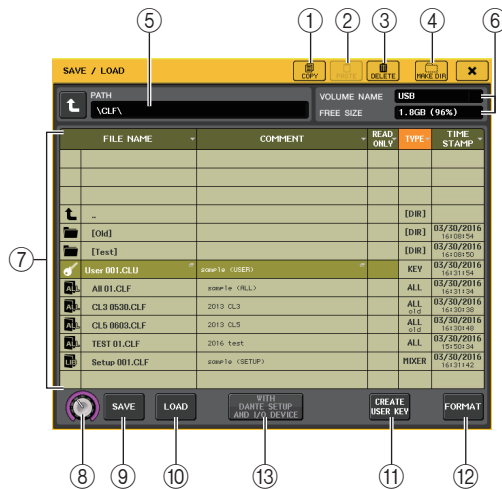 ⑤ ① ② ③ ④ ⑥
SAVE / LOAD
COPY PASTE DELETE MAKE DIR
PATH
\CLF\
VOLUME NAME USB
FREE SIZE 1.8GB (96%)
FILE NAME COMMENT READ ONLY TYPE TIME STAMP
.. [DIR]
[Old] [DIR] 03/30/2016 16:08:54
[Test] [DIR] 03/30/2016 16:08:50
User 001.CLU sample (USER) KEY 03/30/2016 16:31:54
ALL All 01.CLF sample (ALL) ALL 03/30/2016 16:31:34
ALL CL3 0530.CLF 2013 CL3 ALL old 03/30/2016 16:30:38
ALL CL5 0603.CLF 2013 CL5 ALL old 03/30/2016 16:30:48
ALL TEST 01.CLF 2016 test ALL 03/30/2016 15:50:34
LIB Setup 001.CLF sample (SETUP) MIXER 03/30/2016 16:31:42
⑦
SAVE LOAD WITH DANTE SETUP AND I/O DEVICE CREATE USER KEY FORMAT
⑧ ⑨ ⑩ ⑬ ⑪ ⑫